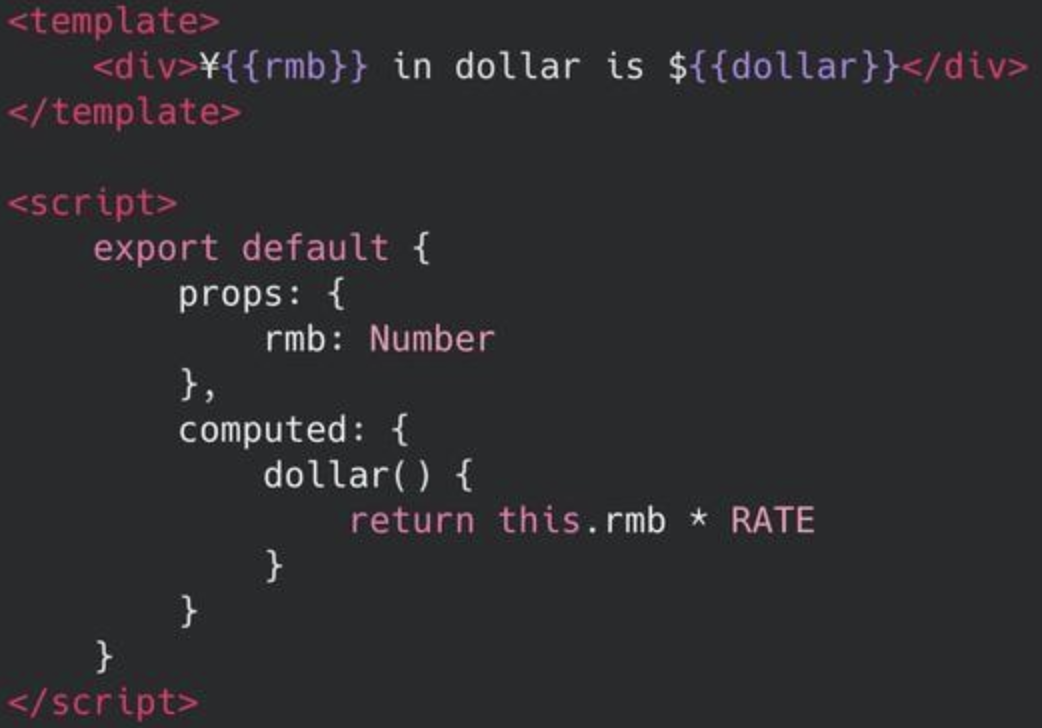 <template>
    <div>¥{{rmb}} in dollar is ${{dollar}}</div>
</template>

<script>
    export default {
        props: {
            rmb: Number
        },
        computed: {
            dollar() {
                return this.rmb * RATE
            }
        }
    }
</script>